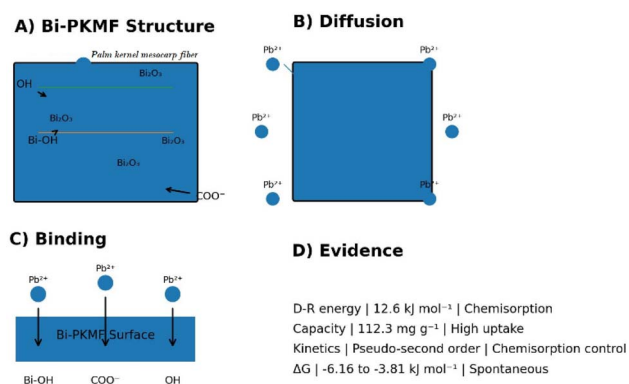 A) Bi-PKMF Structure
Palm kernel mesocarp fiber
Bi₂O₃
OH
Bi₂O₃
Bi-OH
Bi₂O₃
Bi₂O₃
COO⁻
B) Diffusion
Pb²⁺
Pb²⁺
Pb²⁺
Pb²⁺
Pb²⁺
Pb²⁺
C) Binding
Pb²⁺
Pb²⁺
Pb²⁺
Bi-PKMF Surface
Bi-OH
COO⁻
OH
D) Evidence
D-R energy | 12.6 kJ mol⁻¹ | Chemisorption
Capacity | 112.3 mg g⁻¹ | High uptake
Kinetics | Pseudo-second order | Chemisorption control
ΔG | -6.16 to -3.81 kJ mol⁻¹ | Spontaneous